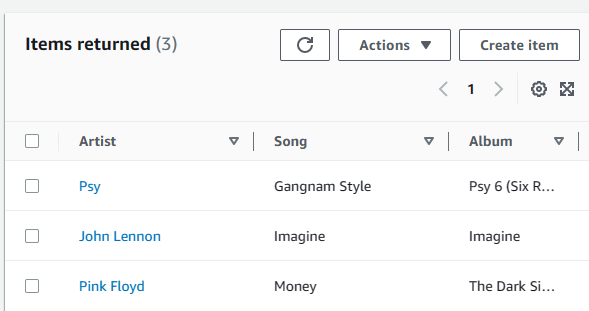 Items returned (3)
Actions
Create item
1
Artist Song Album
Psy Gangnam Style Psy 6 (Six R...
John Lennon Imagine Imagine
Pink Floyd Money The Dark Si...